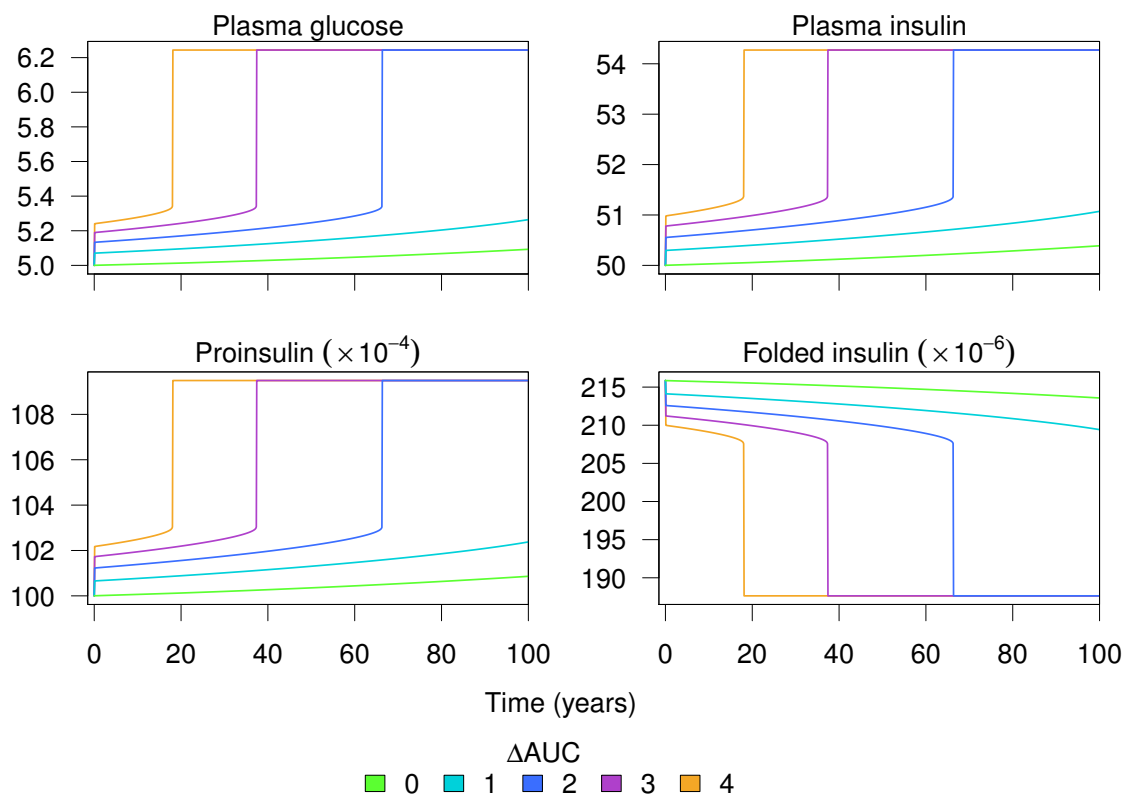 Plasma glucose
6.2
6.0
5.8
5.6
5.4
5.2
5.0
Plasma insulin
54
53
52
51
50
Proinsulin (×10⁻⁴)
108
106
104
102
100
0 20 40 60 80 100
Folded insulin (×10⁻⁶)
215
210
205
200
195
190
0 20 40 60 80 100
Time (years)
ΔAUC
0 1 2 3 4